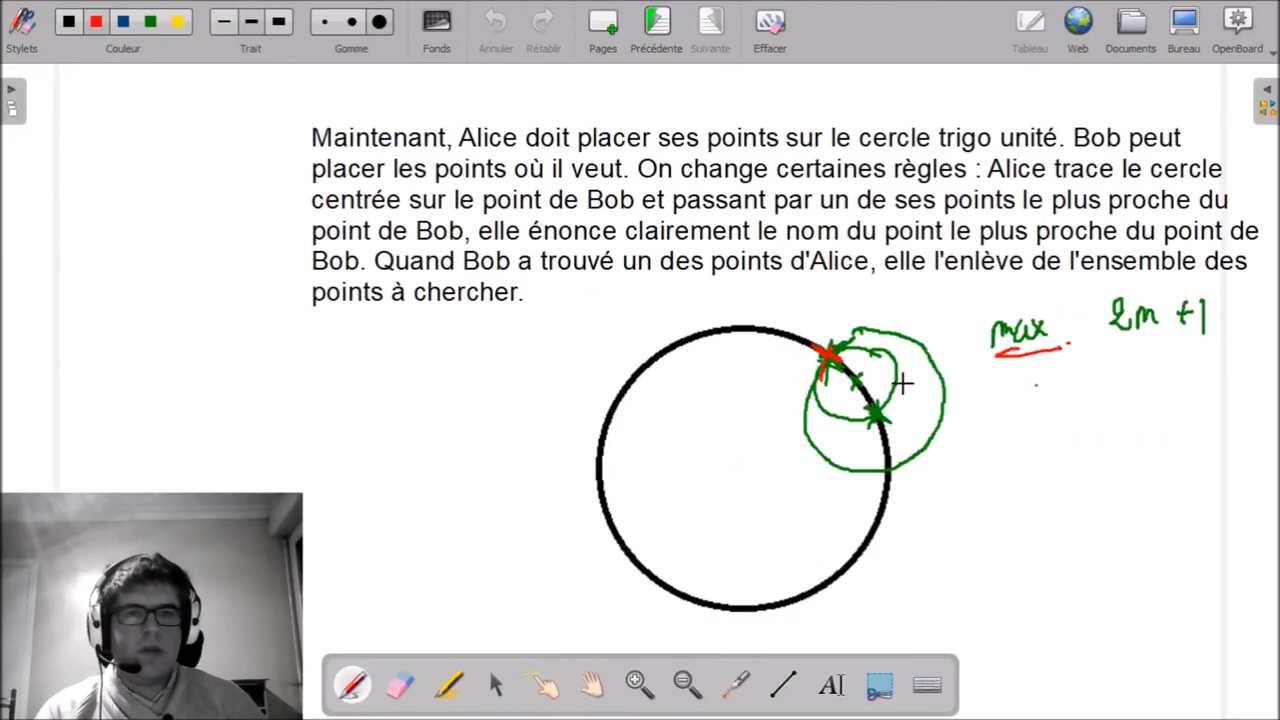 Stylets Couleur Trait Gomme Fonds Annuler Rétablir Pages Précédente Suivante Effacer Tableau Web Documents Bureau OpenBoard
Maintenant, Alice doit placer ses points sur le cercle trigo unité. Bob peut
placer les points où il veut. On change certaines règles : Alice trace le cercle
centrée sur le point de Bob et passant par un de ses points le plus proche du
point de Bob, elle énonce clairement le nom du point le plus proche du point de
Bob. Quand Bob a trouvé un des points d'Alice, elle l'enlève de l'ensemble des
points à chercher.
max 2m +1
AI